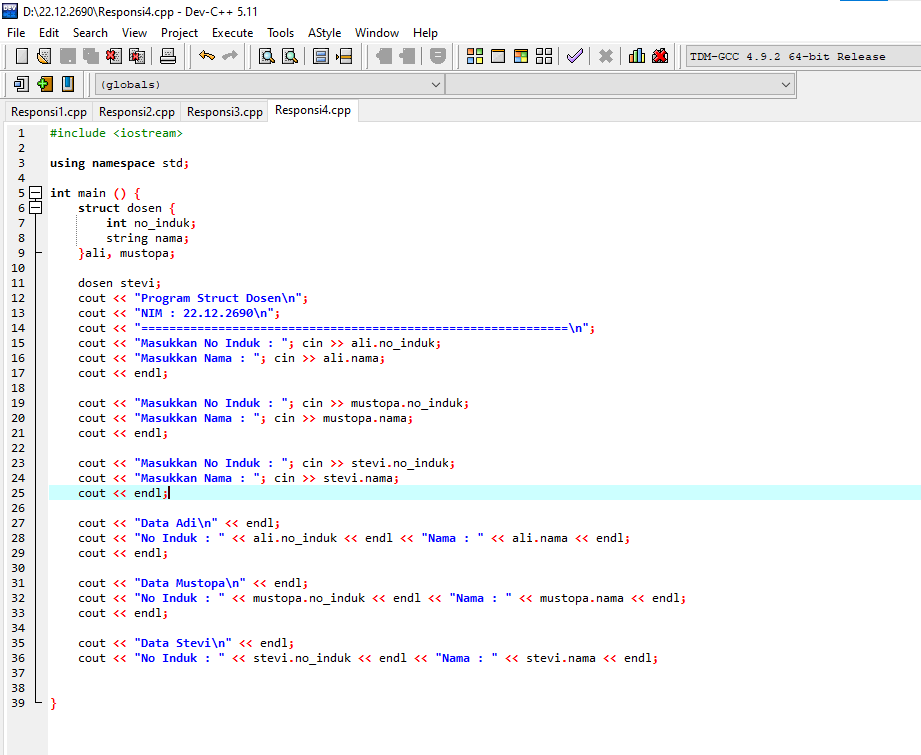 D:\22.12.2690\Responsi4.cpp - Dev-C++ 5.11
File Edit Search View Project Execute Tools AStyle Window Help
TDM-GCC 4.9.2 64-bit Release
(globals)
Responsi1.cpp Responsi2.cpp Responsi3.cpp Responsi4.cpp
1 #include <iostream>
2
3 using namespace std;
4
5 int main () {
6 struct dosen {
7 int no_induk;
8 string nama;
9 }ali, mustopa;
10
11 dosen stevi;
12 cout << "Program Struct Dosen\n";
13 cout << "NIM : 22.12.2690\n";
14 cout << "=============================================================\n";
15 cout << "Masukkan No Induk : "; cin >> ali.no_induk;
16 cout << "Masukkan Nama : "; cin >> ali.nama;
17 cout << endl;
18
19 cout << "Masukkan No Induk : "; cin >> mustopa.no_induk;
20 cout << "Masukkan Nama : "; cin >> mustopa.nama;
21 cout << endl;
22
23 cout << "Masukkan No Induk : "; cin >> stevi.no_induk;
24 cout << "Masukkan Nama : "; cin >> stevi.nama;
25 cout << endl;
26
27 cout << "Data Adi\n" << endl;
28 cout << "No Induk : " << ali.no_induk << endl << "Nama : " << ali.nama << endl;
29 cout << endl;
30
31 cout << "Data Mustopa\n" << endl;
32 cout << "No Induk : " << mustopa.no_induk << endl << "Nama : " << mustopa.nama << endl;
33 cout << endl;
34
35 cout << "Data Stevi\n" << endl;
36 cout << "No Induk : " << stevi.no_induk << endl << "Nama : " << stevi.nama << endl;
37
38
39 }